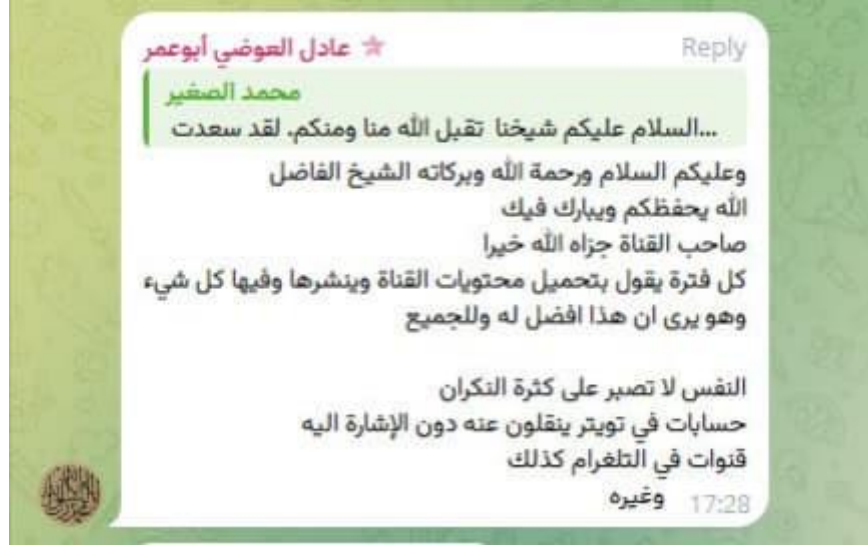 عادل العوضي أبوعمر
Reply
محمد الصغير
السلام عليكم شيخنا تقبل الله منا ومنكم. لقد سعدت...
وعليكم السلام ورحمة الله وبركاته الشيخ الفاضل
الله يحفظكم ويبارك فيك
صاحب القناة جزاه الله خيرا
كل فترة يقول بتحميل محتويات القناة وينشرها وفيها كل شيء
وهو يرى ان هذا افضل له وللجميع
النفس لا تصبر على كثرة النكران
حسابات في تويتر ينقلون عنه دون الإشارة اليه
قنوات في التلغرام كذلك
وغيره
17:28